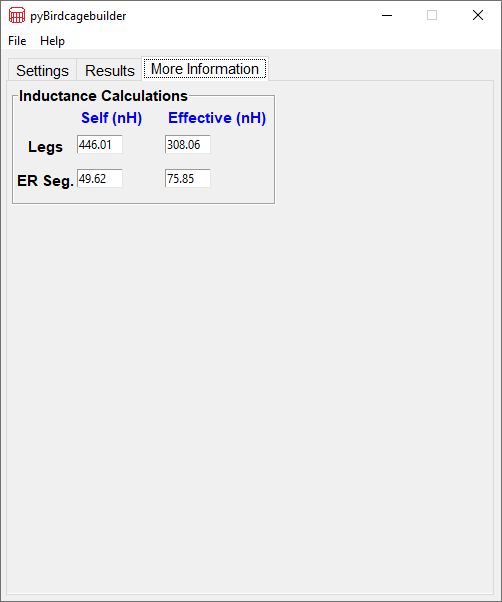 pyBirdcagebuilder
File Help
Settings Results More Information
Inductance Calculations
Self (nH) Effective (nH)
Legs 446.01 308.06
ER Seg. 49.62 75.85